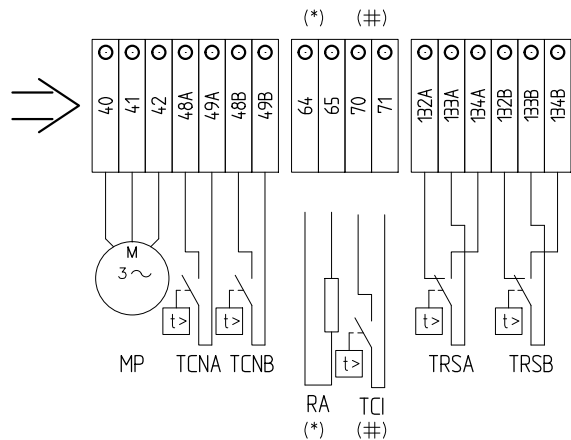 (*) (#)
40 41 42 48A 49A 48B 49B 64 65 70 71 132A 133A 134A 132B 133B 134B
M
3~
t> t> t> t> t>
MP TCNA TCNB TRSA TRSB
RA TCI
(*) (#)